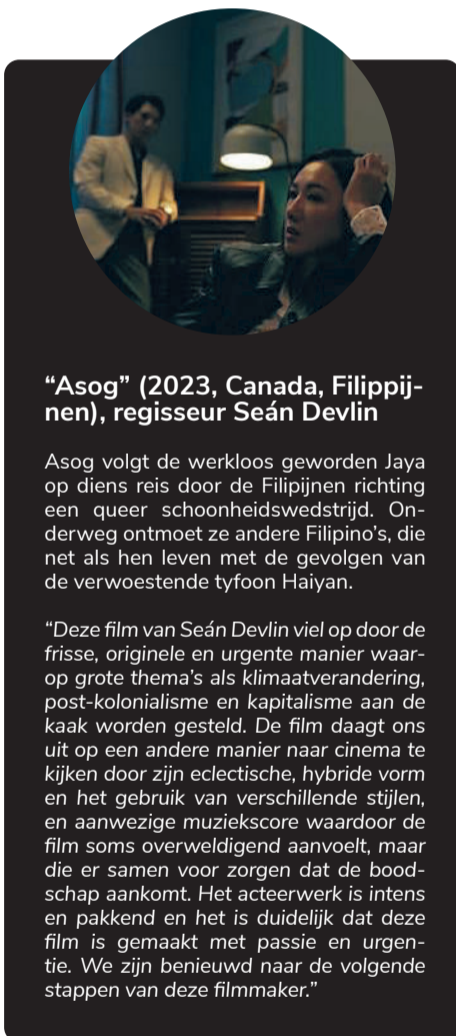 “Asog” (2023, Canada, Filippij-
nen), regisseur Seán Devlin
Asog volgt de werkloos geworden Jaya
op diens reis door de Filipijnen richting
een queer schoonheidswedstrijd. On-
derweg ontmoet ze andere Filipino’s, die
net als hen leven met de gevolgen van
de verwoestende tyfoon Haiyan.
“Deze film van Seán Devlin viel op door de
frisse, originele en urgente manier waar-
op grote thema’s als klimaatverandering,
post-kolonialisme en kapitalisme aan de
kaak worden gesteld. De film daagt ons
uit op een andere manier naar cinema te
kijken door zijn eclectische, hybride vorm
en het gebruik van verschillende stijlen,
en aanwezige muziekscore waardoor de
film soms overweldigend aanvoelt, maar
die er samen voor zorgen dat de bood-
schap aankomt. Het acteerwerk is intens
en pakkend en het is duidelijk dat deze
film is gemaakt met passie en urgen-
tie. We zijn benieuwd naar de volgende
stappen van deze filmmaker.”